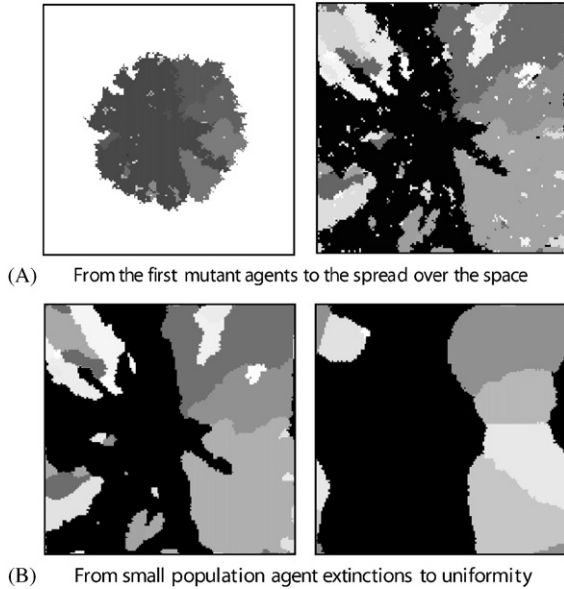 (A) From the first mutant agents to the spread over the space
(B) From small population agent extinctions to uniformity